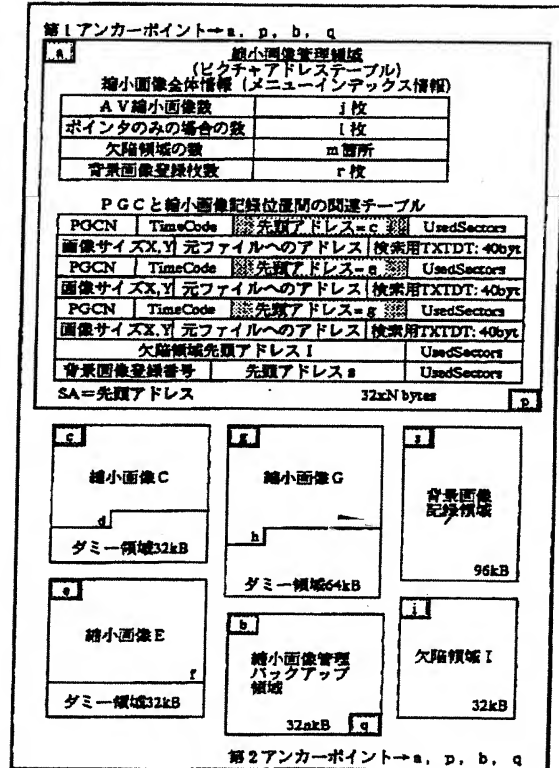 第1アンカーポイント→a, p, b, q
a
縮小画像管理領域
(ピクチャアドレステーブル)
縮小画像全体情報(メニューインデックス情報)
AV縮小画像数 j枚
ポインタのみの場合の数 l枚
欠陥領域の数 m箇所
背景画像登録枚数 r枚
PGCと縮小画像記録位置間の関連テーブル
PGCN TimeCode 先頭アドレス=c UsedSectors
画像サイズX,Y 元ファイルへのアドレス 検索用TXTDT: 40byt
PGCN TimeCode 先頭アドレス=e UsedSectors
画像サイズX,Y 元ファイルへのアドレス 検索用TXTDT: 40byt
PGCN TimeCode 先頭アドレス=g UsedSectors
画像サイズX,Y 元ファイルへのアドレス 検索用TXTDT: 40byt
欠陥領域先頭アドレス I UsedSectors
背景画像登録番号 先頭アドレス s UsedSectors
SA=先頭アドレス 32xN bytes p
c
縮小画像C
d
ダミー領域32kB
g
縮小画像G
h
ダミー領域64kB
s
背景画像
記録領域
96kB
e
縮小画像E
f
ダミー領域32kB
b
縮小画像管理
バックアップ
領域
32nkB q
i
欠陥領域 I
32kB
第2アンカーポイント→a, p, b, q